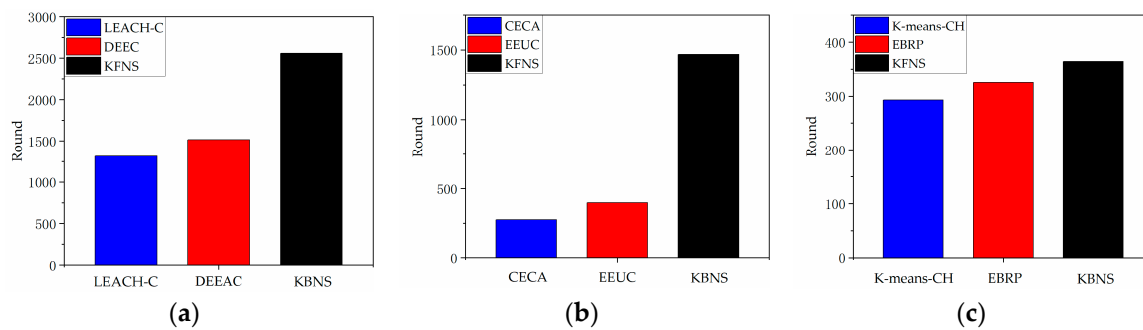 3000
2500
2000
1500
1000
500
0
Round
LEACH-C
DEEC
KFNS
LEACH-C DEEAC KBNS
(a)
1500
1000
500
0
Round
CECA
EEUC
KFNS
CECA EEUC KBNS
(b)
400
300
200
100
0
Round
K-means-CH
EBRP
KFNS
K-means-CH EBRP KBNS
(c)